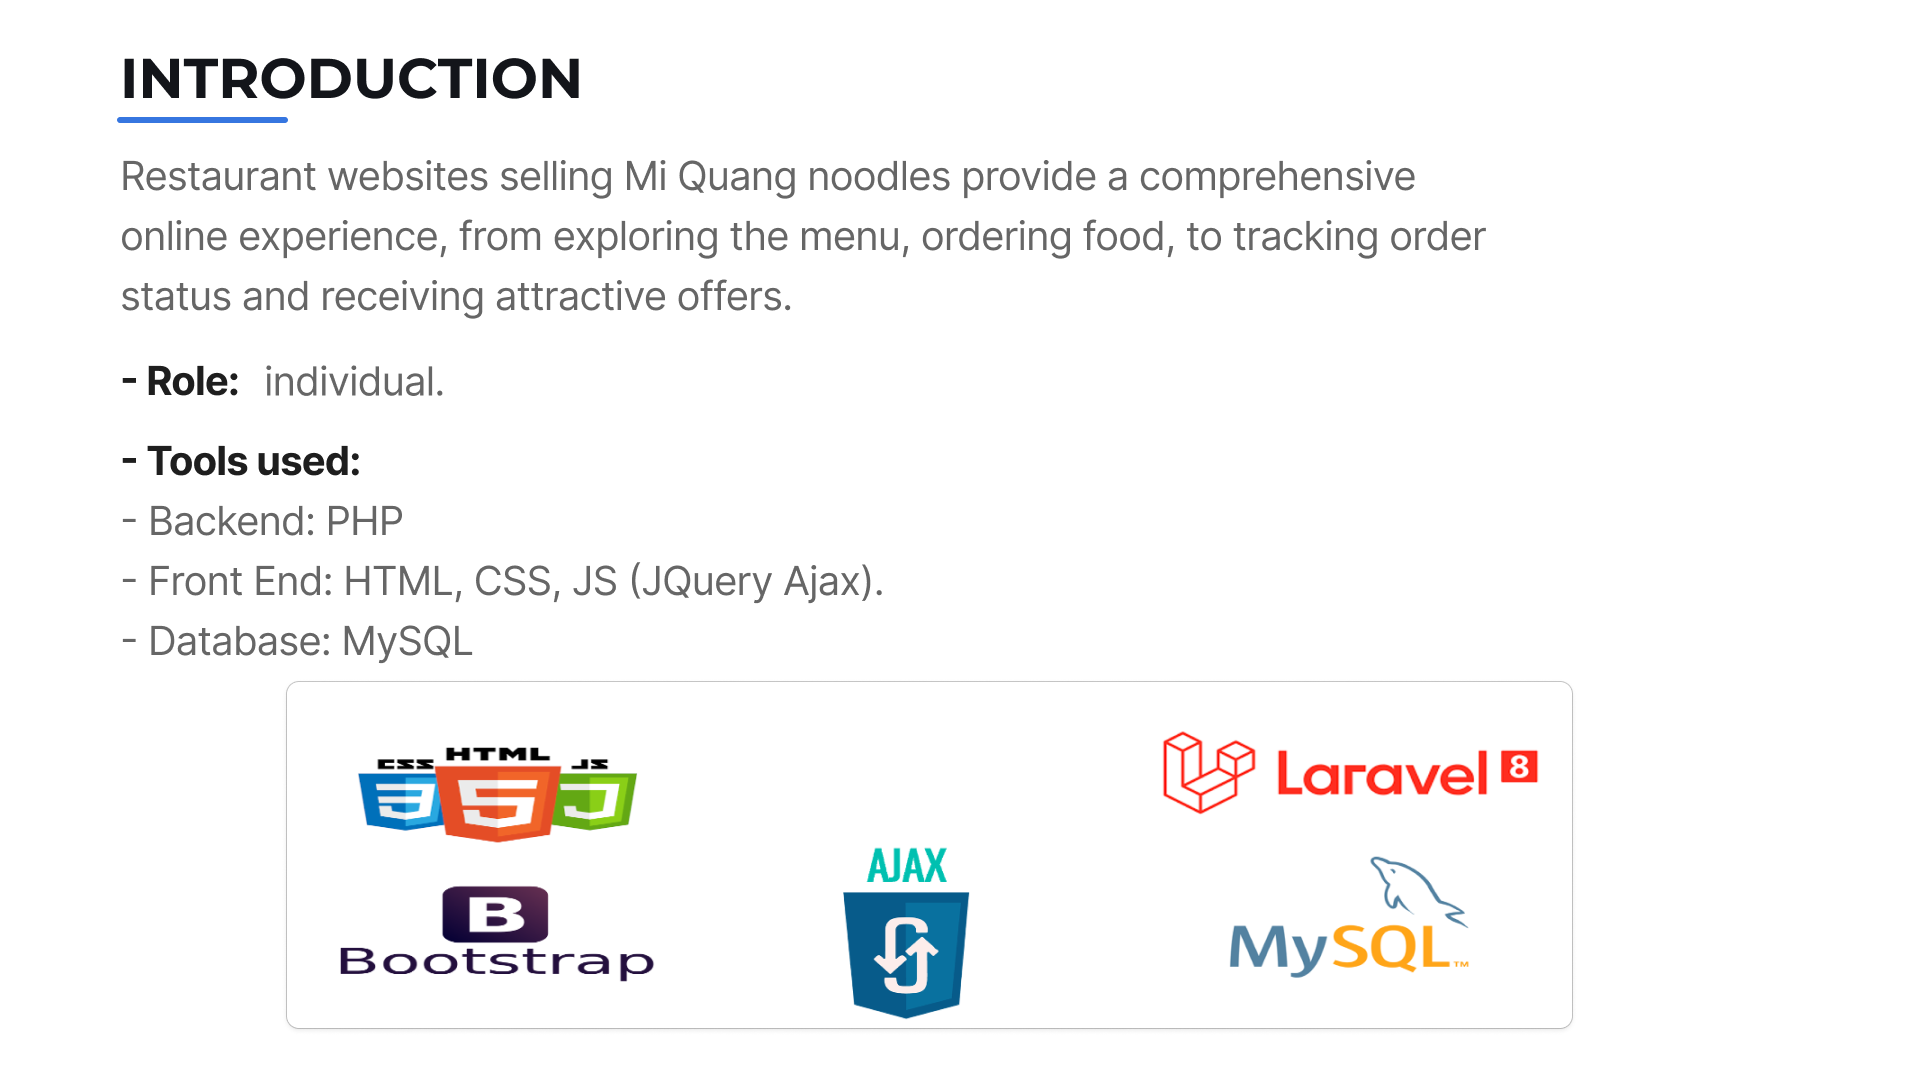 INTRODUCTION
Restaurant websites selling Mi Quang noodles provide a comprehensive
online experience, from exploring the menu, ordering food, to tracking order
status and receiving attractive offers.
- Role: individual.
- Tools used:
- Backend: PHP
- Front End: HTML, CSS, JS (JQuery Ajax).
- Database: MySQL
CSS HTML JS
3 5
Laravel 8
AJAX
B
Bootstrap
MySQL™